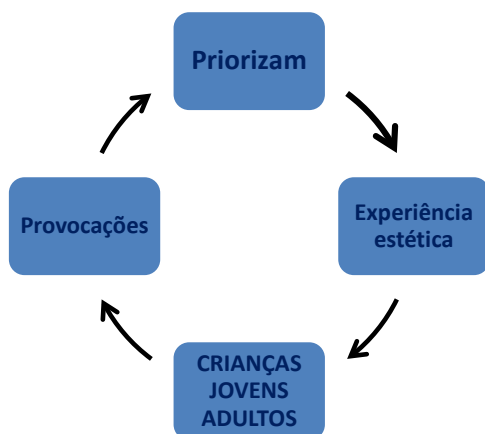 Priorizam
Experiência
estética
CRIANÇAS
JOVENS
ADULTOS
Provocações